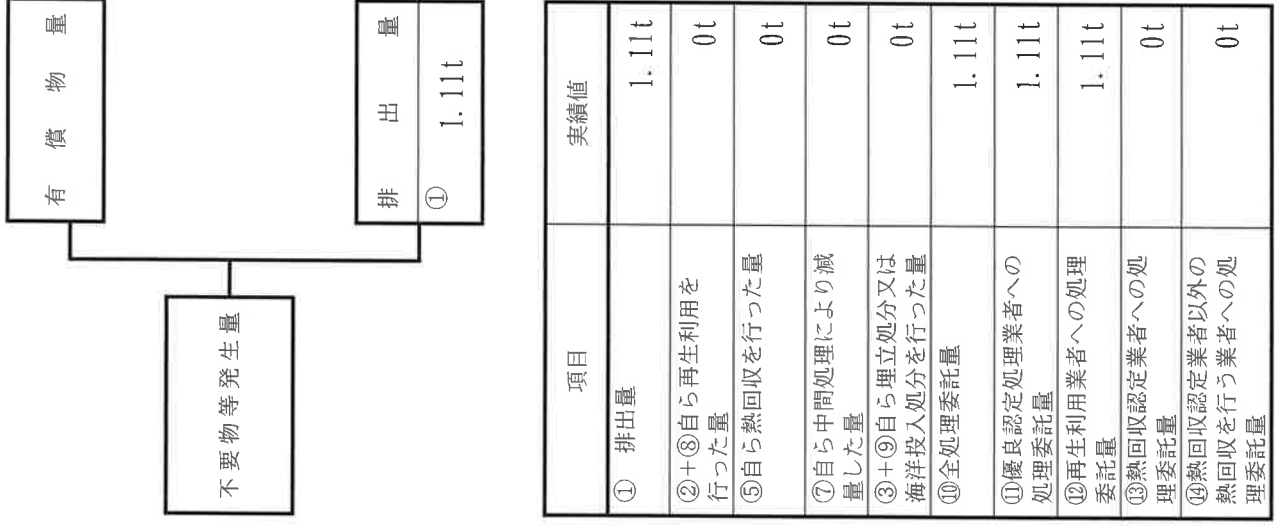 有償物量
不要物等発生量
排出量
① 1.11t
項目 実績値
① 排出量 1.11t
②+⑧自ら再生利用を
行った量 0t
⑤自ら熱回収を行った量 0t
⑦自ら中間処理により減
量した量 0t
③+⑨自ら埋立処分又は
海洋投入処分を行った量 0t
⑩全処理委託量 1.11t
⑪優良認定処理業者への
処理委託量 1.11t
⑫再生利用業者への処理
委託量 1.11t
⑬熱回収認定業者への処
理委託量 0t
⑭熱回収認定業者以外の
熱回収を行う業者への処
理委託量 0t